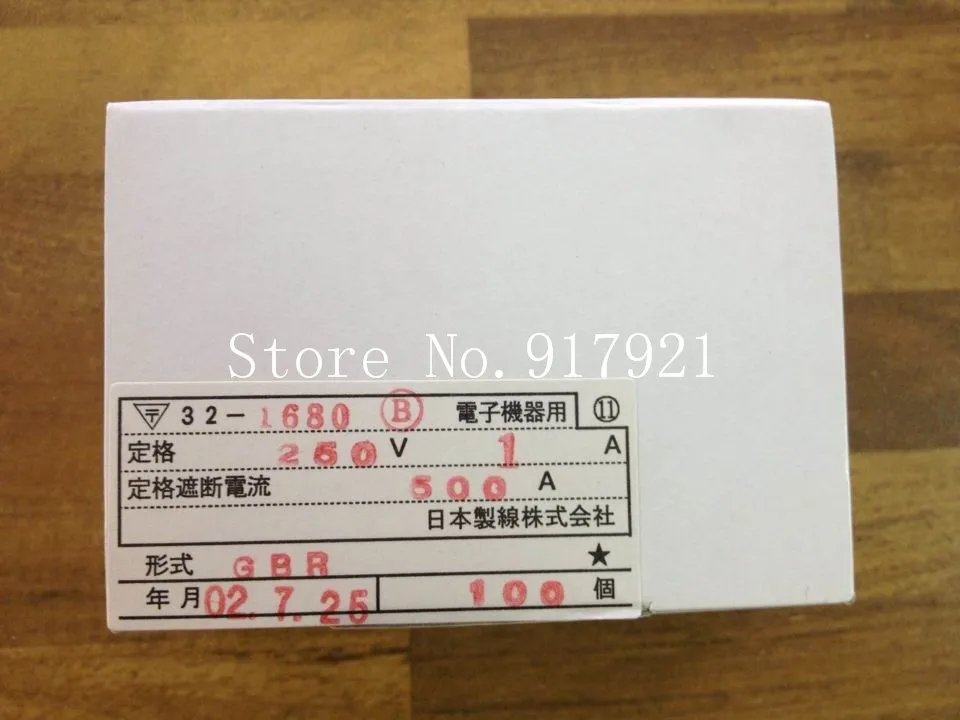 Store No.917921
〒 32-1680 Ⓑ 電子機器用 ⑪
定格 250 V 1 A
定格遮断電流 500 A
日本製線株式会社
形式 GBR ★
年月 02.7.25 100 個